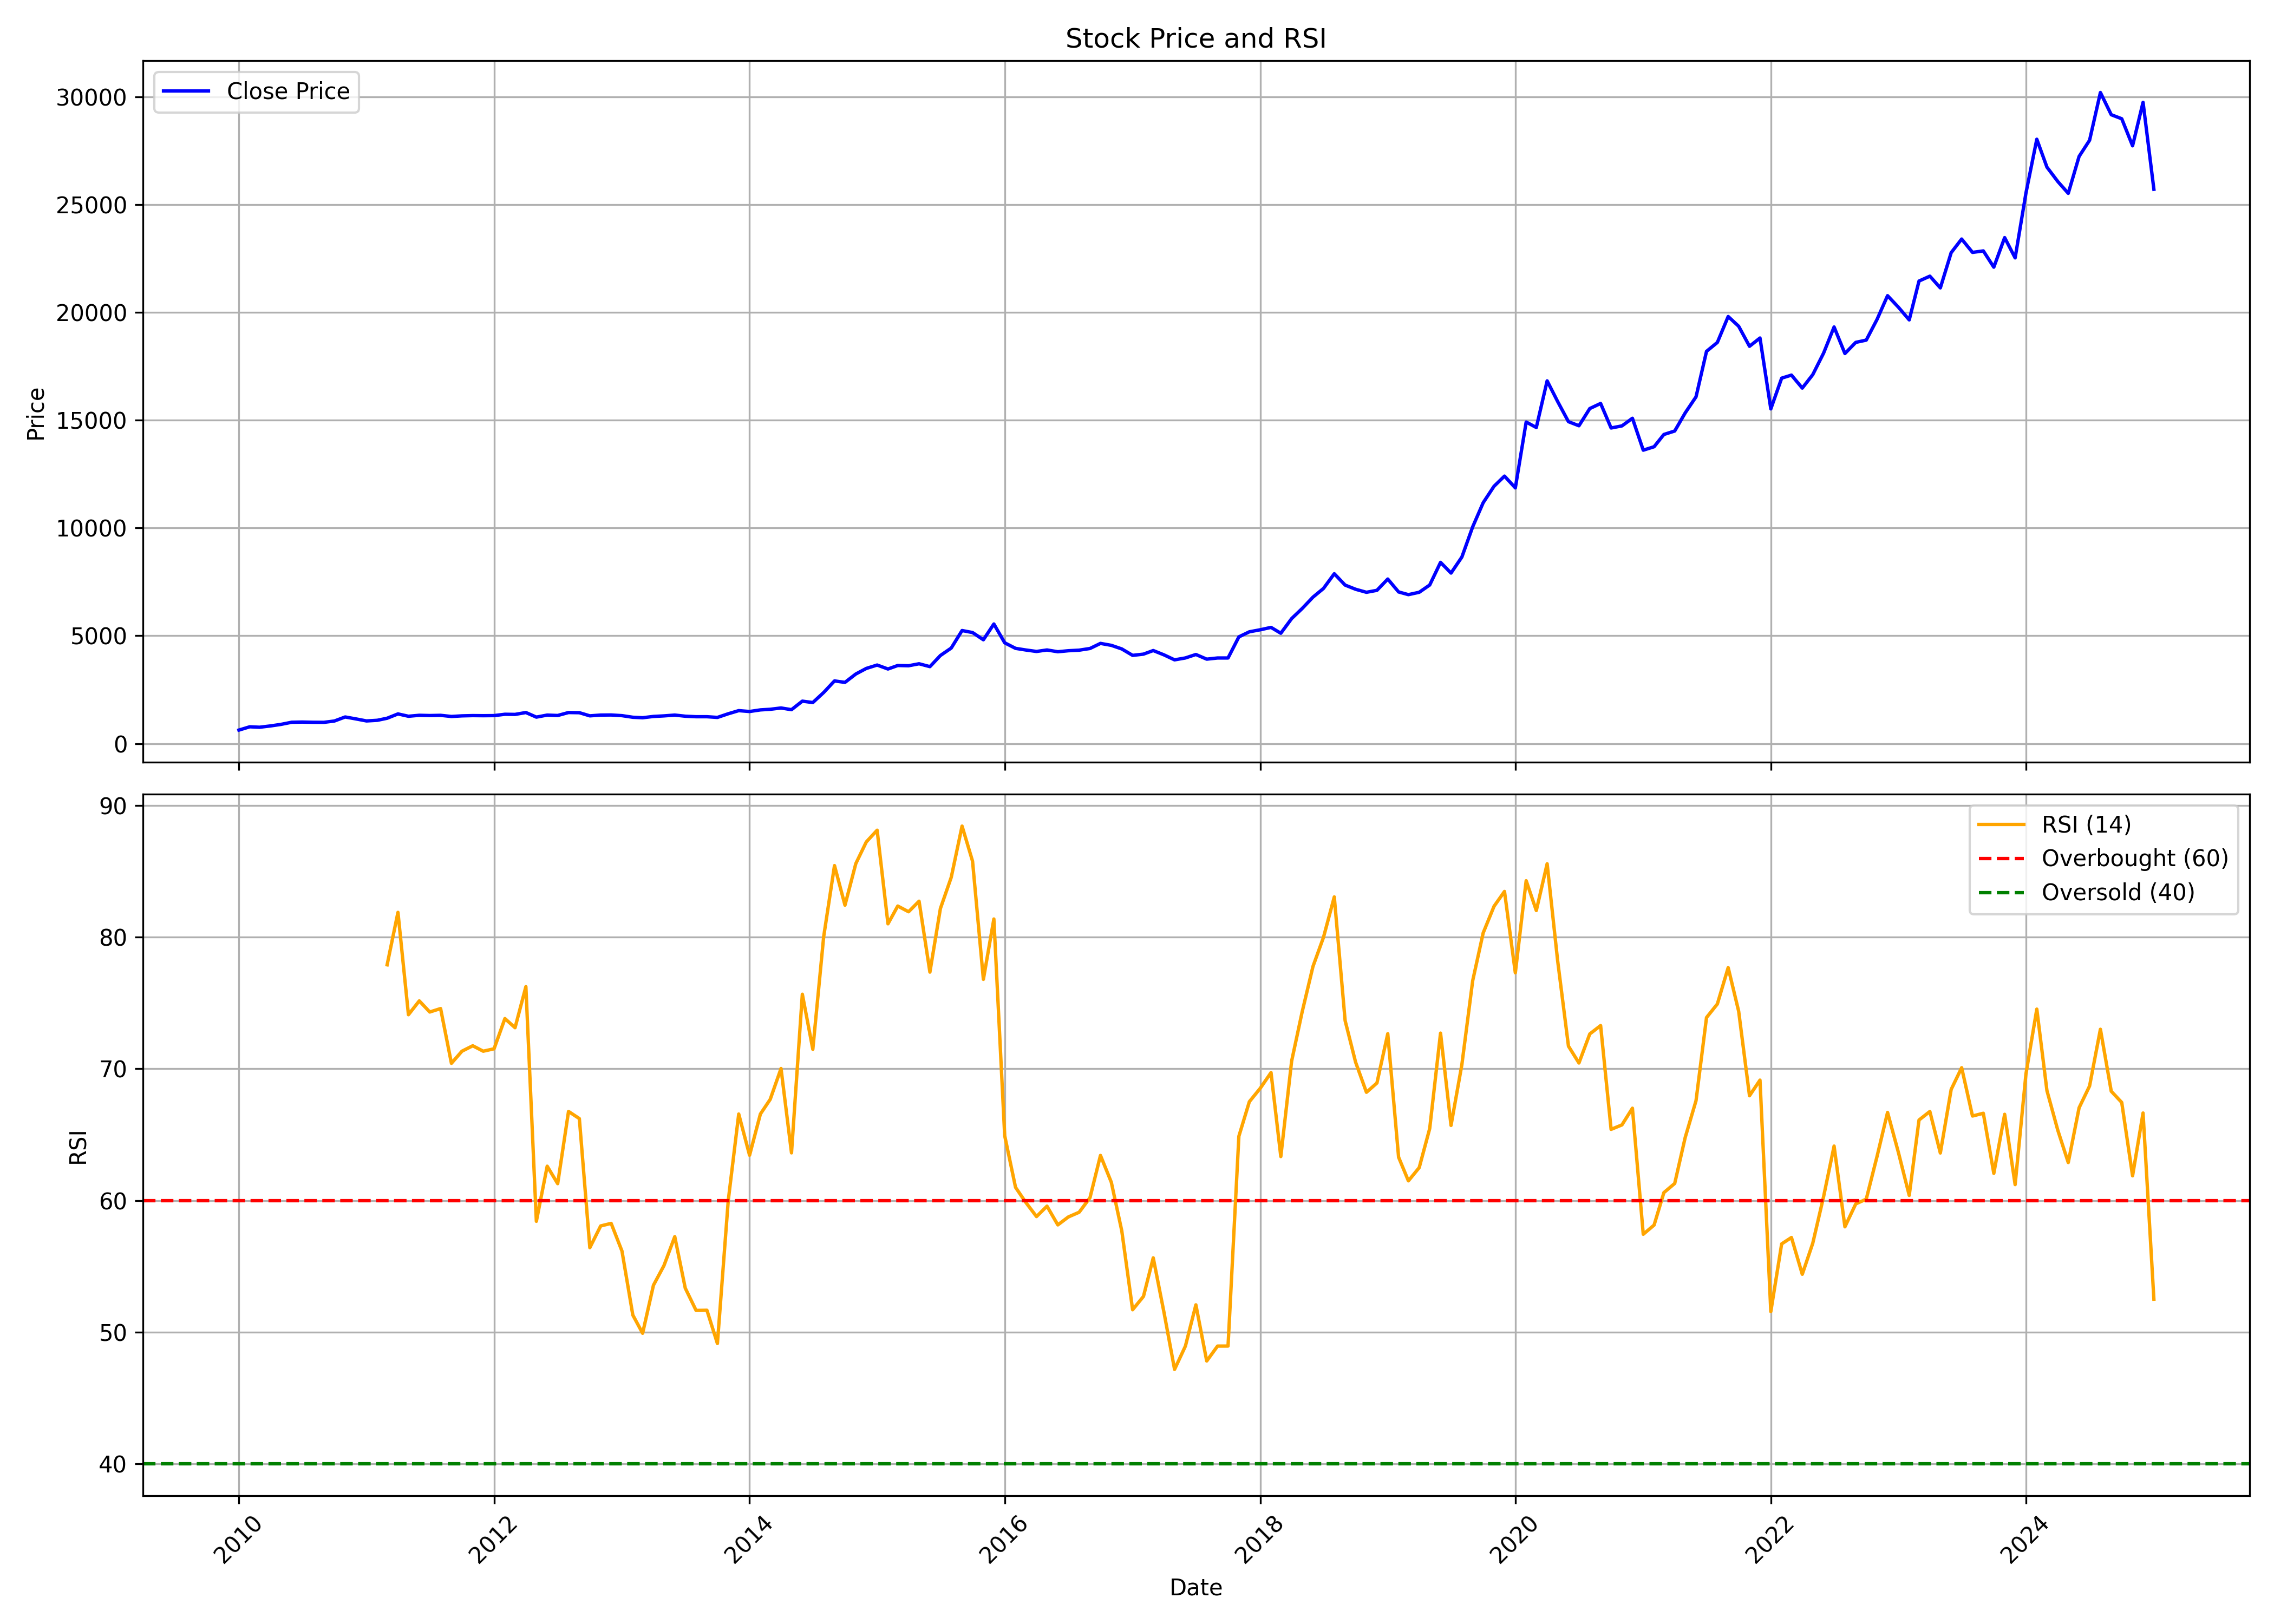 Stock Price and RSI
Close Price
Price
30000
25000
20000
15000
10000
5000
0
RSI (14)
Overbought (60)
Oversold (40)
RSI
90
80
70
60
50
40
2010
2012
2014
2016
2018
2020
2022
2024
Date